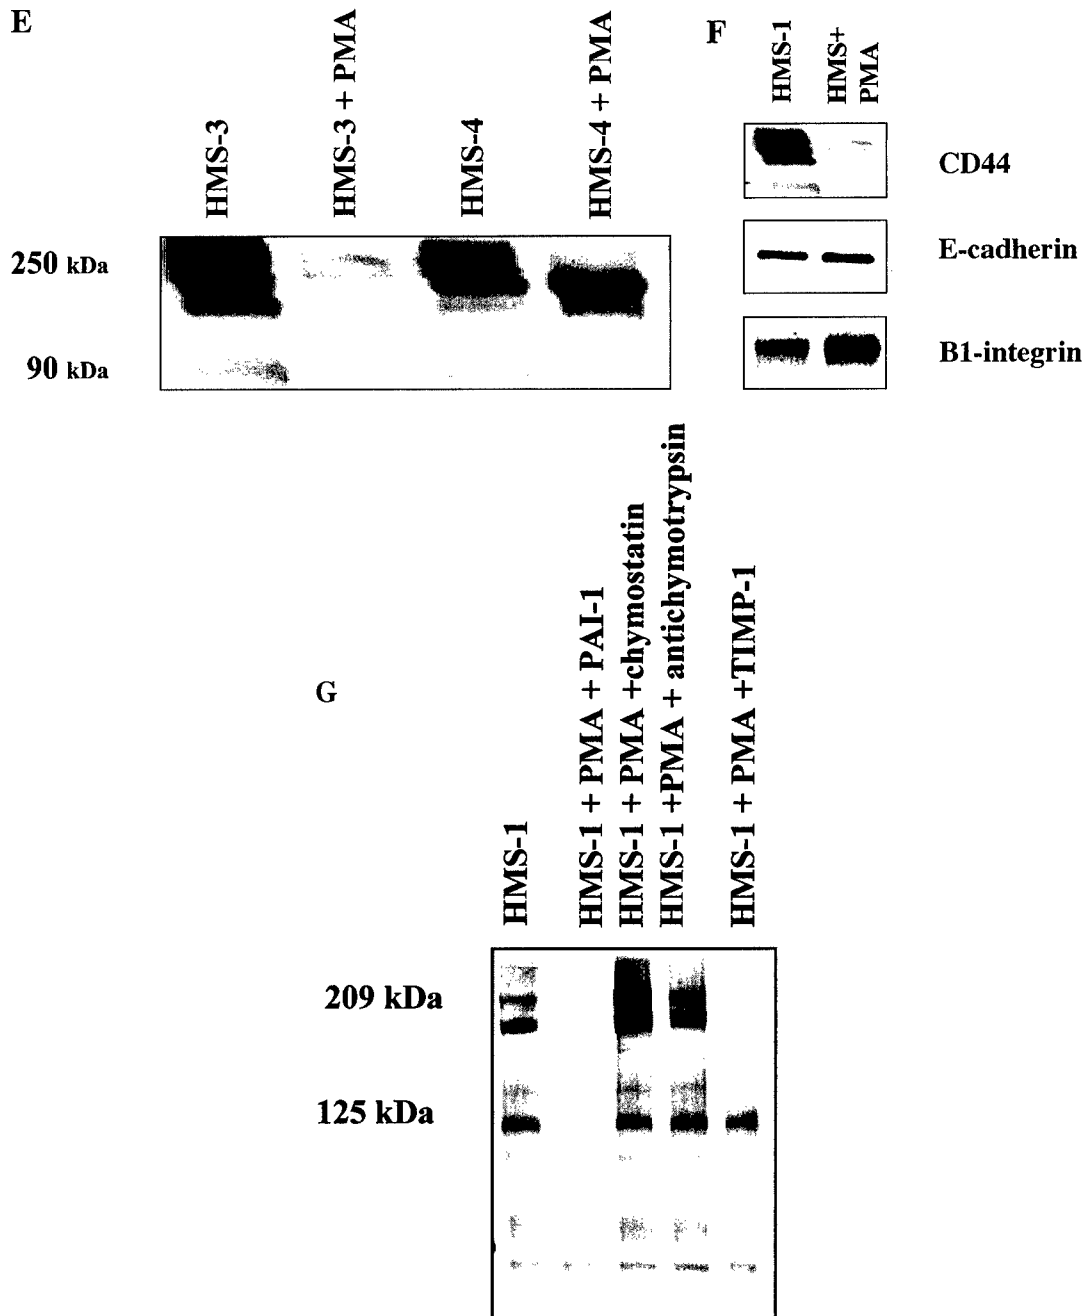 E
HMS-3
HMS-3 + PMA
HMS-4
HMS-4 + PMA
250 kDa
90 kDa
F
HMS-1
HMS+
PMA
CD44
E-cadherin
B1-integrin
G
HMS-1
HMS-1 + PMA + PAI-1
HMS-1 + PMA +chymostatin
HMS-1 +PMA + antichymotrypsin
HMS-1 + PMA +TIMP-1
209 kDa
125 kDa